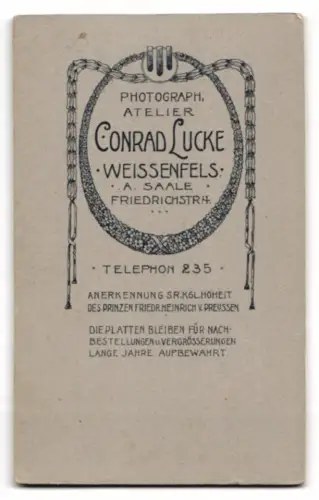 PHOTOGRAPH.
ATELIER
CONRAD LUCKE
· WEISSENFELS ·
· A. SAALE ·
FRIEDRICHSTR 4.
· TELEPHON 235 ·
ANERKENNUNG SR.KGL.HOHEIT
DES PRINZEN FRIEDR.HEINRICH V. PREUSSEN
DIE PLATTEN BLEIBEN FÜR NACH-
BESTELLUNGEN u. VERGRÖSSERUNGEN
LANGE JAHRE AUFBEWAHRT